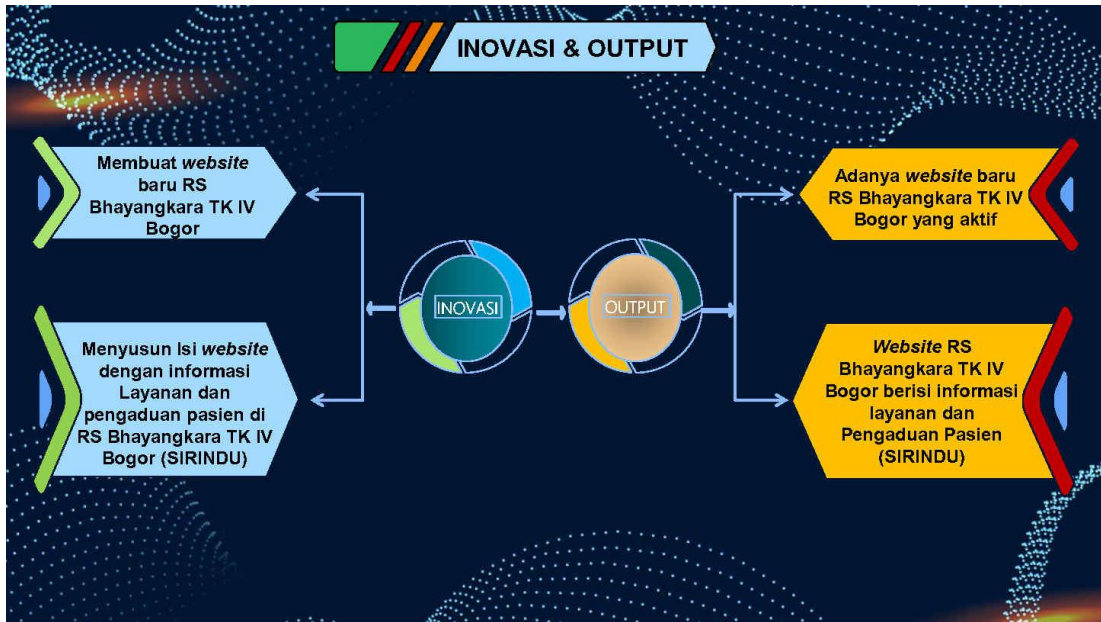 INOVASI & OUTPUT
Membuat website
baru RS
Bhayangkara TK IV
Bogor
Menyusun Isi website
dengan informasi
Layanan dan
pengaduan pasien di
RS Bhayangkara TK IV
Bogor (SIRINDU)
INOVASI
OUTPUT
Adanya website baru
RS Bhayangkara TK IV
Bogor yang aktif
Website RS
Bhayangkara TK IV
Bogor berisi informasi
layanan dan
Pengaduan Pasien
(SIRINDU)